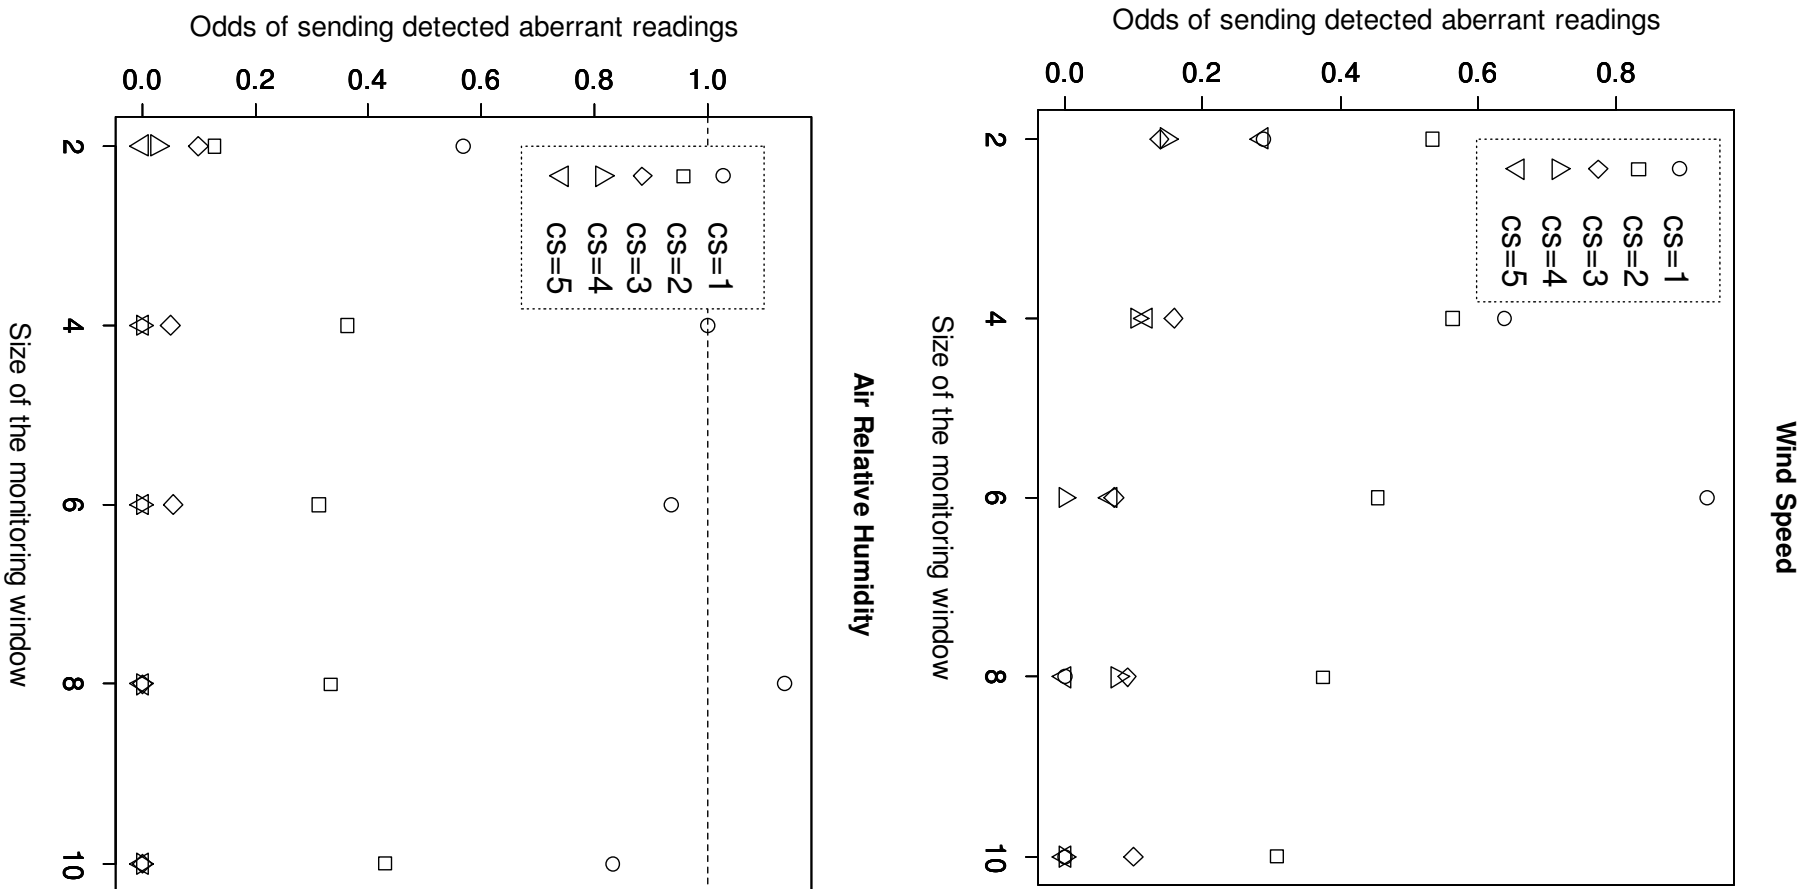 Odds of sending detected aberrant readings
0.0 0.2 0.4 0.6 0.8 1.0
2
4
6
8
10
CS=1
CS=2
CS=3
CS=4
CS=5
Size of the monitoring window
Air Relative Humidity
Odds of sending detected aberrant readings
0.0 0.2 0.4 0.6 0.8
2
4
6
8
10
CS=1
CS=2
CS=3
CS=4
CS=5
Size of the monitoring window
Wind Speed